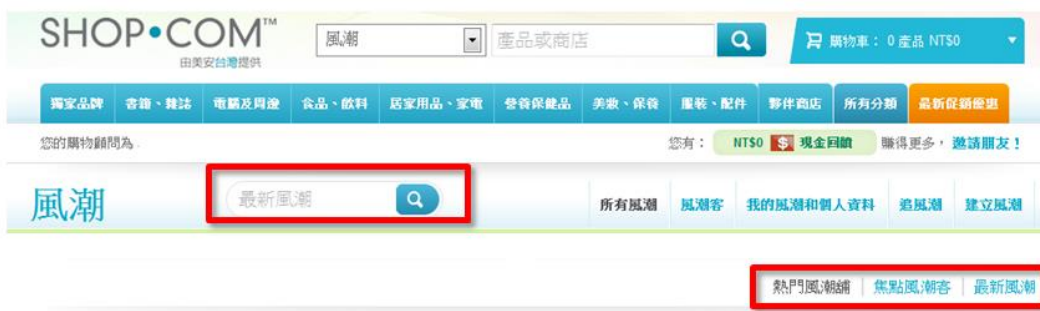 SHOP•COM™
由美安台灣提供
風潮
產品或商店
購物車： 0 產品 NT$0
獨家品牌 書籍、雜誌 電腦及周邊 食品、飲料 居家用品、家電 營養保健品 美妝、保養 服裝、配件 夥伴商店 所有分類 最新促銷優惠
您的購物顧問為 .
您有： NT$0 $ 現金回饋 賺得更多，邀請朋友！
風潮
最新風潮
所有風潮 風潮客 我的風潮和個人資料 追風潮 建立風潮
熱門風潮舖 焦點風潮客 最新風潮